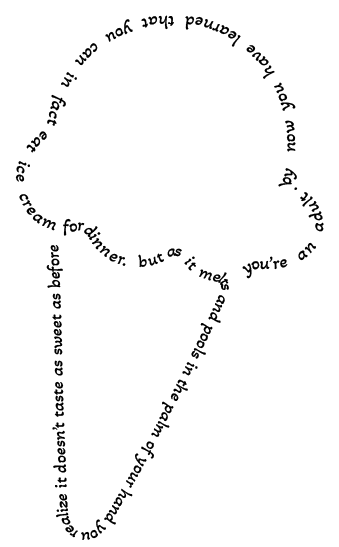 you're an adult. by now you have learned that you can in fact eat ice cream for dinner. but as it melts and pools in the palm of your hand you realize it doesn't taste as sweet as before